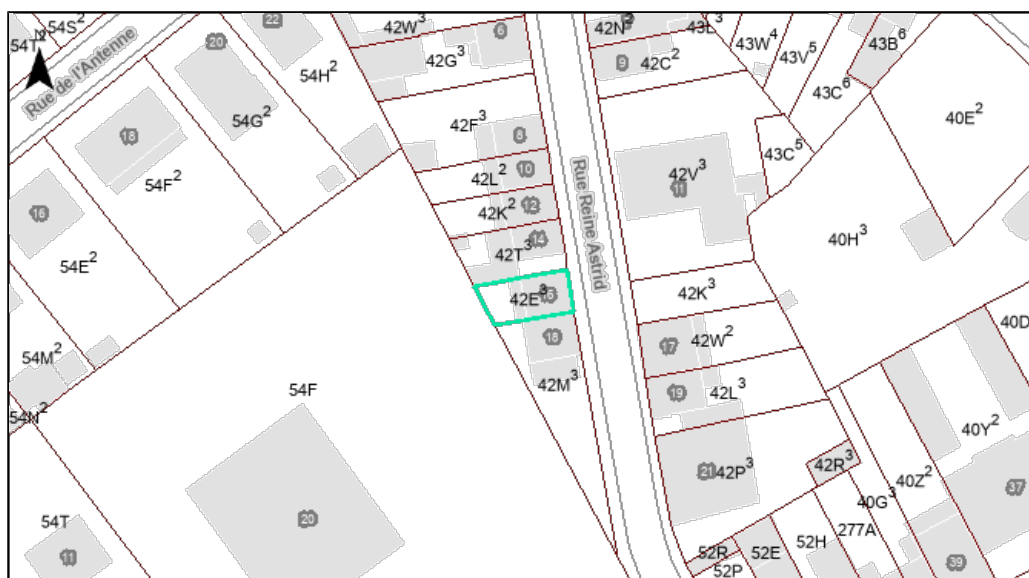 54S²
54T²
N
42W³
6
42N²
43L³
43W⁴
43V⁵
43B⁶
22
20
Rue de l'Antenne
54H²
42G³
9
42C²
43C⁶
40E²
54G²
42F³
8
18
54F²
42L²
10
42V³
11
43C⁵
42K²
12
16
54E²
42T³
14
Rue Reine Astrid
40H³
42E³
16
42K³
18
17
42W²
40D
54M²
54F
42M³
19
42L³
54N²
40Y²
21
42P³
42R³
40Z²
37
40G³
54T
20
277A
11
52R
52E
52H
52P
39